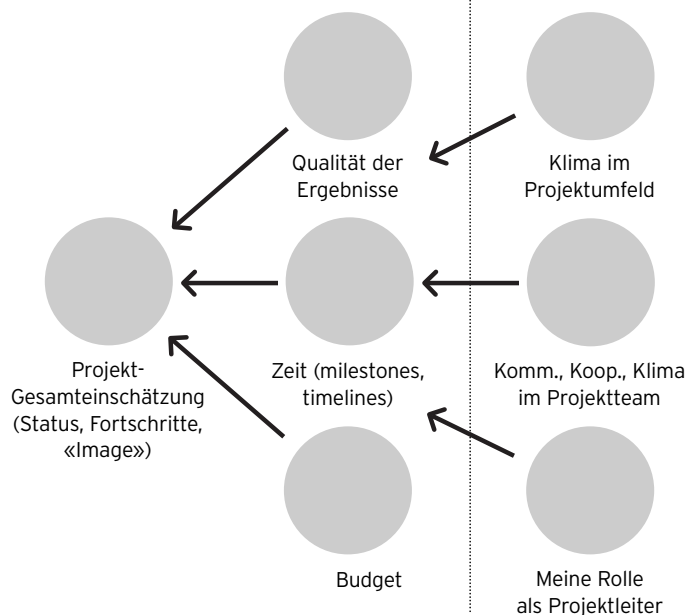 Qualität der
Ergebnisse
Klima im
Projektumfeld
Projekt-
Gesamteinschätzung
(Status, Fortschritte,
«Image»)
Zeit (milestones,
timelines)
Komm., Koop., Klima
im Projektteam
Budget
Meine Rolle
als Projektleiter